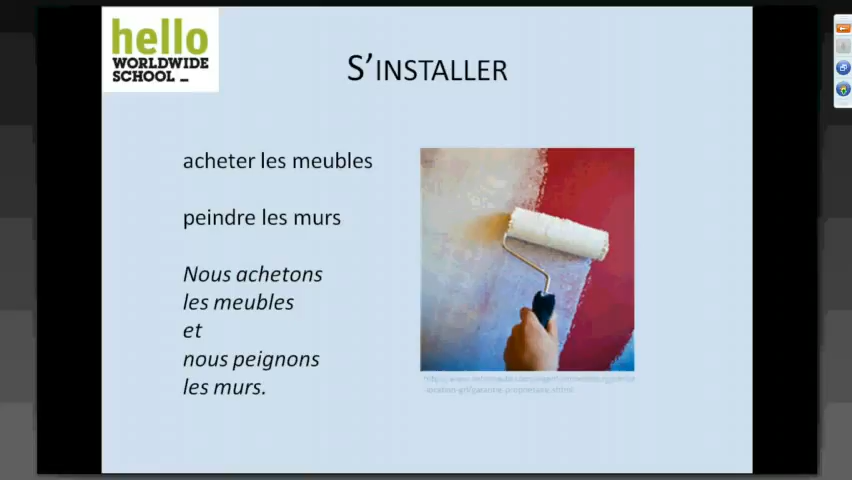 hello
WORLDWIDE
SCHOOL
S'INSTALLER
acheter les meubles
peindre les murs
Nous achetons
les meubles
et
nous peignons
les murs.